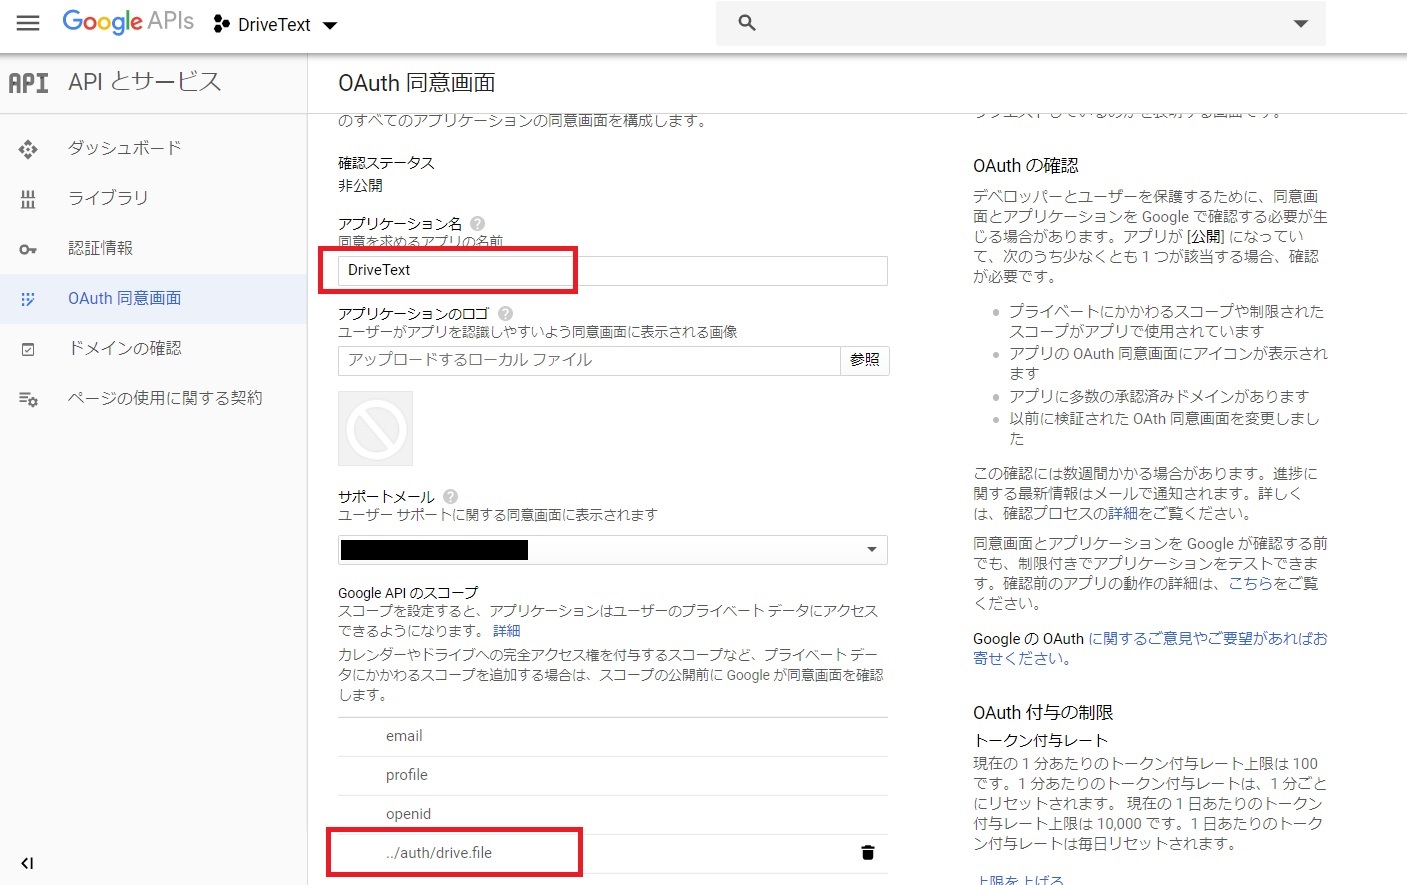 Google APIs
DriveText
API
API とサービス
ダッシュボード
ライブラリ
認証情報
OAuth 同意画面
ドメインの確認
ページの使用に関する契約
OAuth 同意画面
のすべてのアプリケーションの同意画面を構成します。
確認ステータス
非公開
アプリケーション名
同意を求めるアプリの名前
DriveText
アプリケーションのロゴ
ユーザーがアプリを認識しやすいよう同意画面に表示される画像
アップロードするローカル ファイル
参照
サポートメール
ユーザー サポートに関する同意画面に表示されます
Google API のスコープ
スコープを設定すると、アプリケーションはユーザーのプライベート データにアクセス
できるようになります。 詳細
カレンダーやドライブへの完全アクセス権を付与するスコープなど、プライベート デー
タにかかわるスコープを追加する場合は、スコープの公開前に Google が同意画面を確認
します。
email
profile
openid
../auth/drive.file
OAuth の確認
デベロッパーとユーザーを保護するために、同意画
面とアプリケーションを Google で確認する必要が生
じる場合があります。アプリが [公開] になってい
て、次のうち少なくとも 1 つが該当する場合、確認
が必要です。
プライベートにかかわるスコープや制限された
スコープがアプリで使用されています
アプリの OAuth 同意画面にアイコンが表示され
ます
アプリに多数の承認済みドメインがあります
以前に検証された OAth 同意画面を変更しまし
た
この確認には数週間かかる場合があります。進捗に
関する最新情報はメールで通知されます。詳しく
は、確認プロセスの詳細をご覧ください。
同意画面とアプリケーションを Google が確認する前
でも、制限付きでアプリケーションをテストできま
す。確認前のアプリの動作の詳細は、こちらをご覧
ください。
Google の OAuth に関するご意見やご要望があればお
寄せください。
OAuth 付与の制限
トークン付与レート
現在の 1 分あたりのトークン付与レート上限は 100
です。1 分あたりのトークン付与レートは、1 分ごと
にリセットされます。 現在の 1 日あたりのトークン
付与レート上限は 10,000 です。1 日あたりのトーク
ン付与レートは毎日リセットされます。
上限を上げる